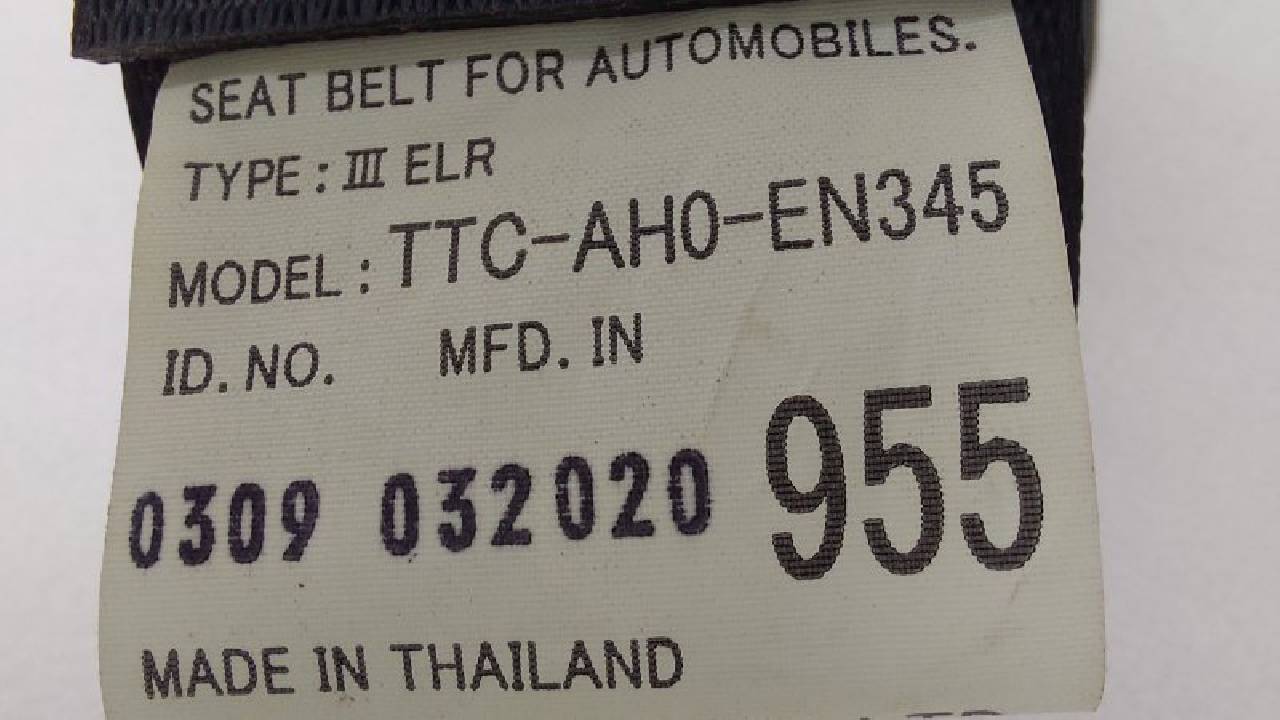 SEAT BELT FOR AUTOMOBILES.
TYPE : III ELR
MODEL : TTC-AH0-EN345
ID. NO. MFD. IN
0309 032020 955
MADE IN THAILAND